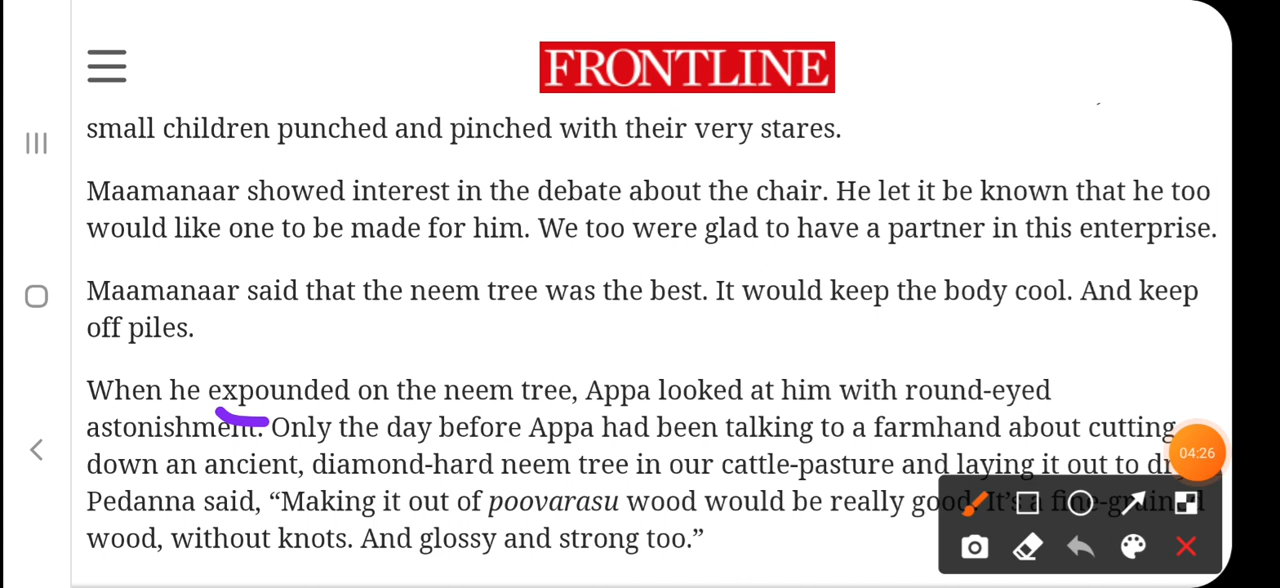 FRONTLINE
small children punched and pinched with their very stares.
Maamanaar showed interest in the debate about the chair. He let it be known that he too
would like one to be made for him. We too were glad to have a partner in this enterprise.
Maamanaar said that the neem tree was the best. It would keep the body cool. And keep
off piles.
When he expounded on the neem tree, Appa looked at him with round-eyed
astonishment. Only the day before Appa had been talking to a farmhand about cutting
04:26
down an ancient, diamond-hard neem tree in our cattle-pasture and laying it out to dry.
Pedanna said, “Making it out of poovarasu wood would be really good. It’s a fine-grained
wood, without knots. And glossy and strong too.”